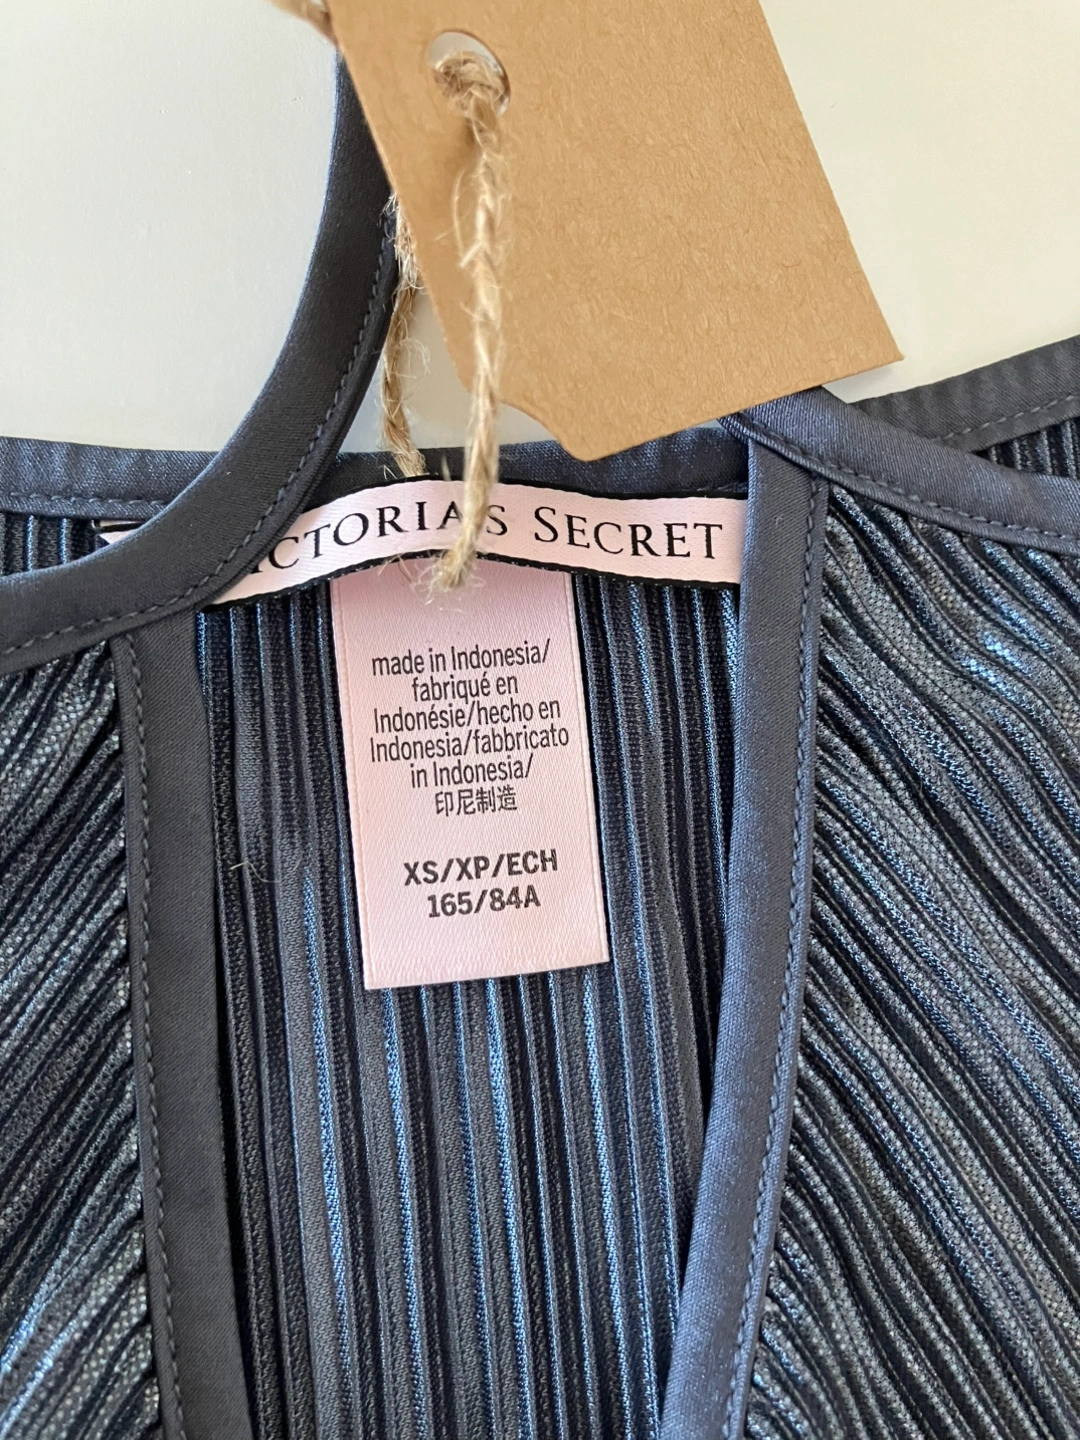 VICTORIA'S SECRET
made in Indonesia/
fabriqué en
Indonésie/hecho en
Indonesia/fabbricato
in Indonesia/
印尼制造
XS/XP/ECH
165/84A